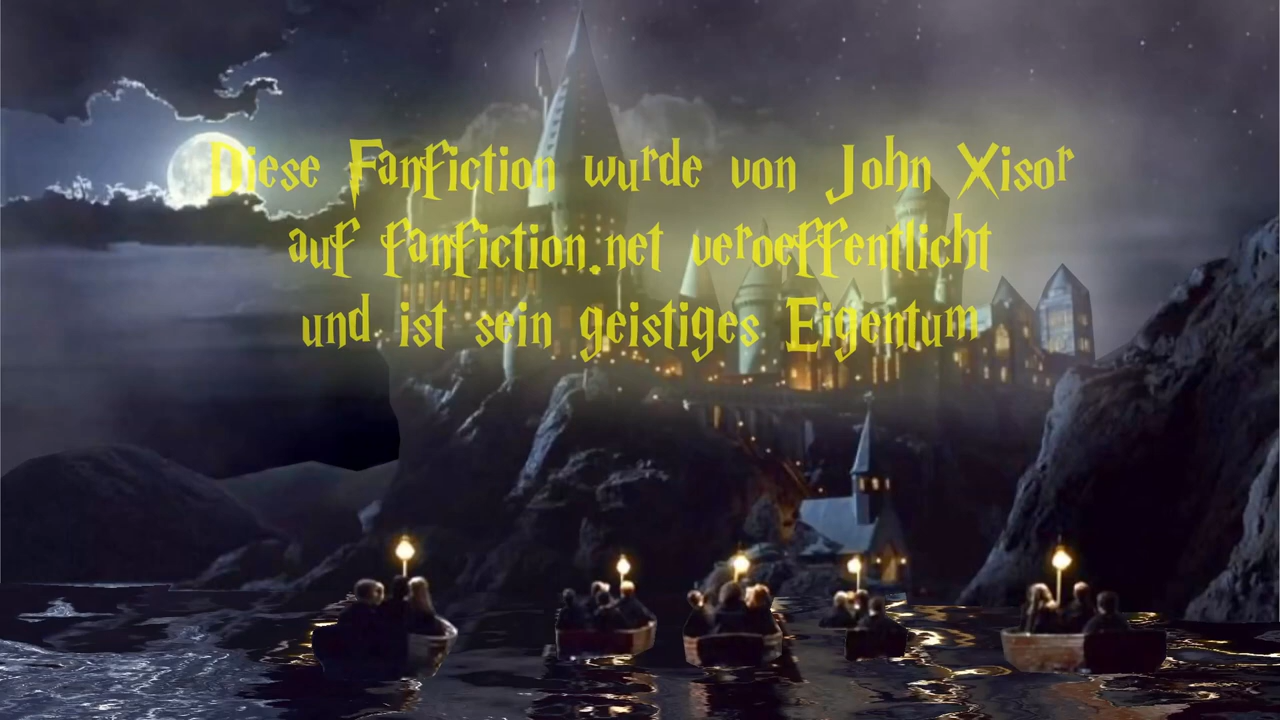 Diese Fanfiction wurde von John Xisor
auf fanfiction.net veroeffentlicht
und ist sein geistiges Eigentum